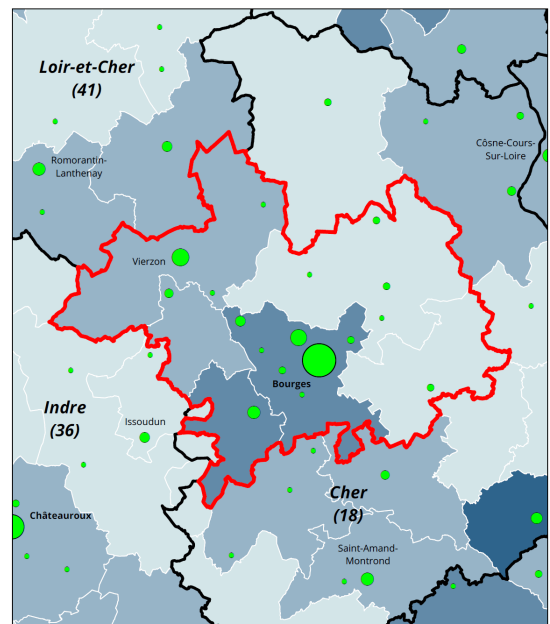 Loir-et-Cher
(41)
Romorantin-
Lanthenay
Côsne-Cours-
Sur-Loire
Vierzon
Bourges
Indre
(36)
Issoudun
Châteauroux
Cher
(18)
Saint-Amand-
Montrond